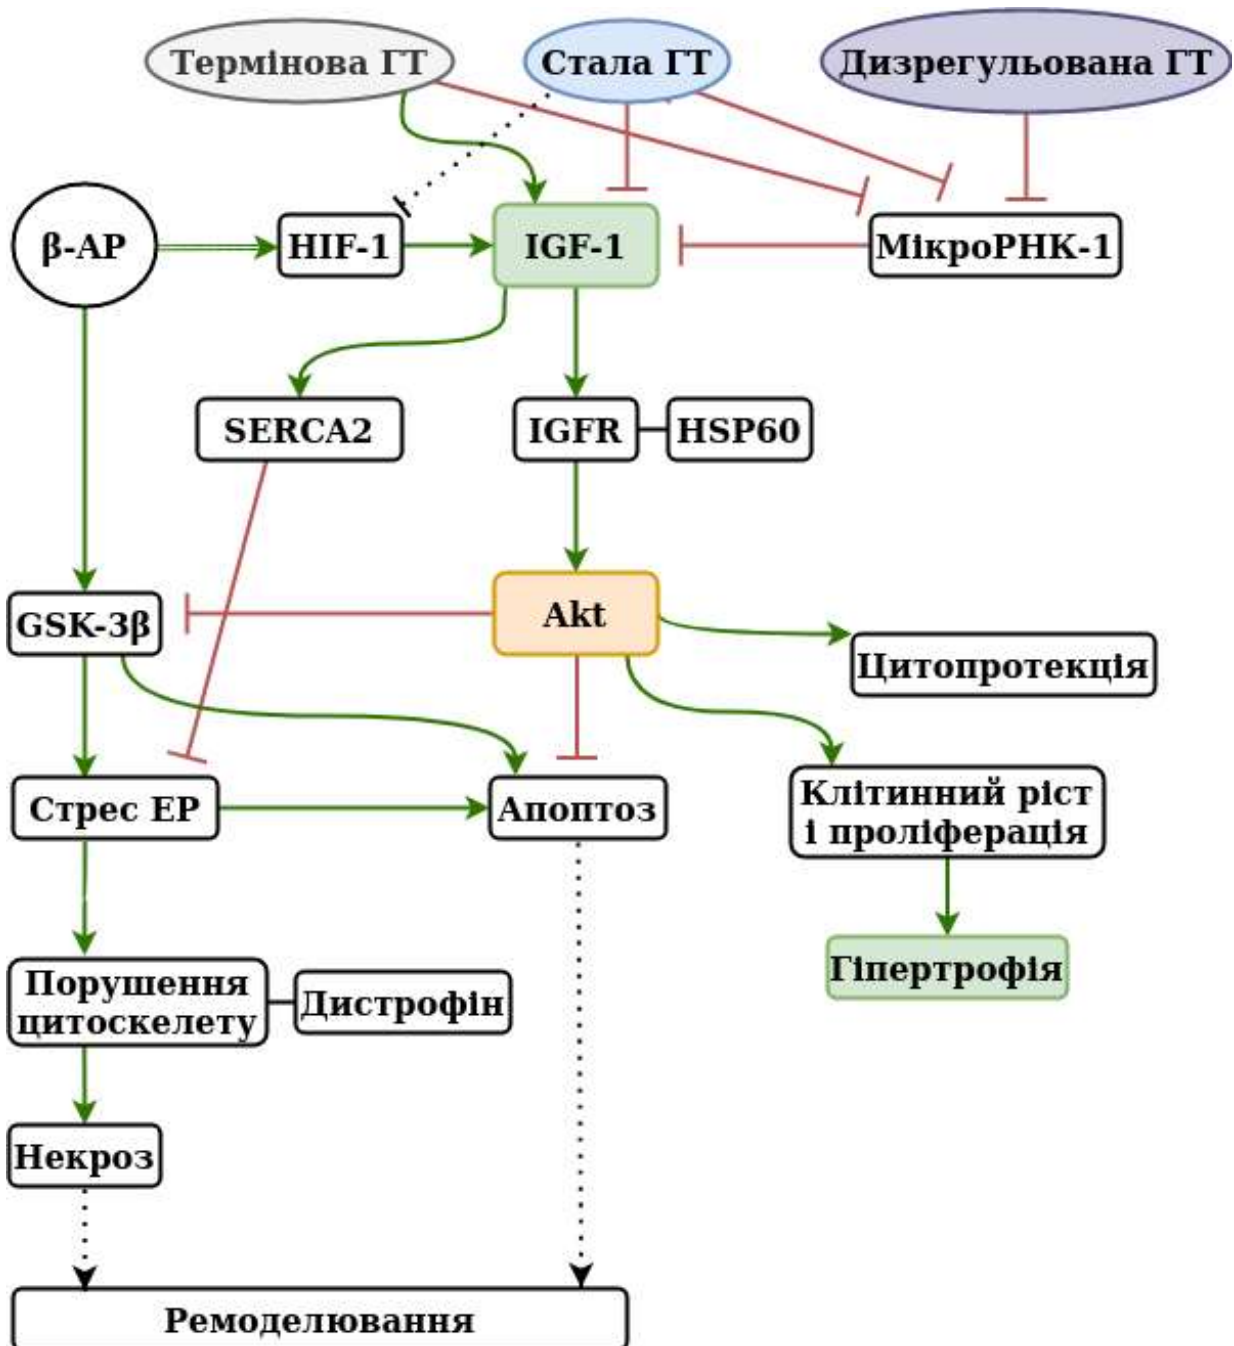 Термінова ГТ
Стала ГТ
Дизрегульована ГТ
β-АР
HIF-1
IGF-1
МікроРНК-1
SERCA2
IGFR
HSP60
GSK-3β
Akt
Цитопротекція
Стрес ЕР
Апоптоз
Клітинний ріст
і проліферація
Порушення
цитоскелету
Дистрофін
Гіпертрофія
Некроз
Ремоделювання